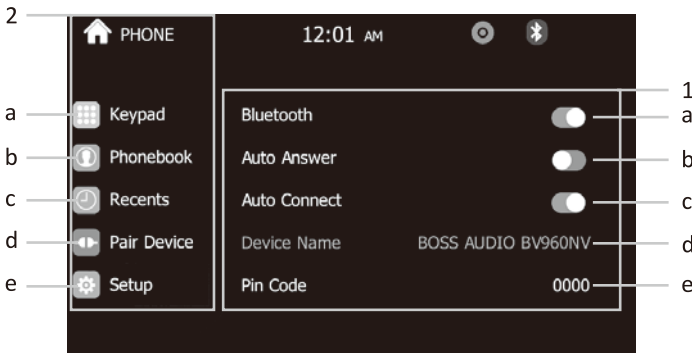 2
PHONE 12:01 AM
1
a Keypad Bluetooth a
b Phonebook Auto Answer b
c Recents Auto Connect c
d Pair Device Device Name BOSS AUDIO BV960NV d
e Setup Pin Code 0000 e